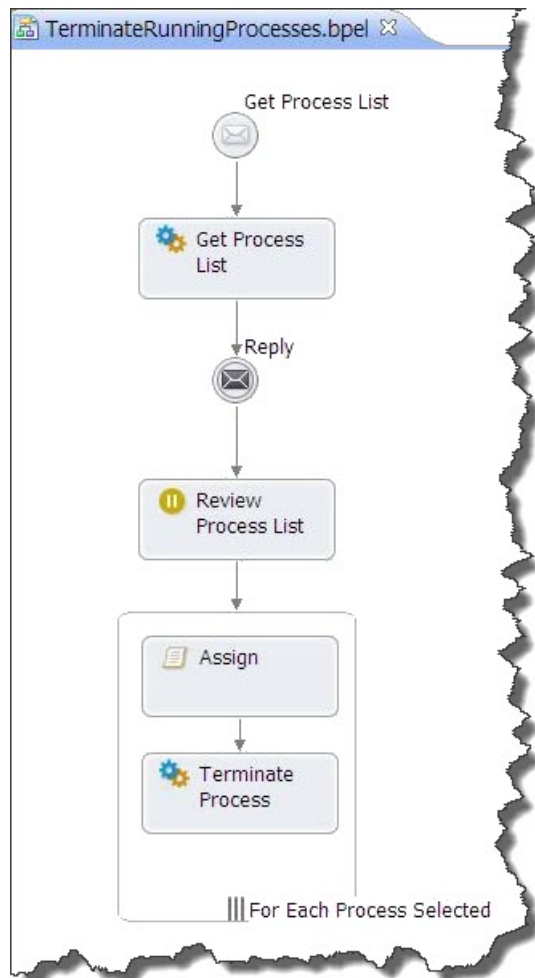 TerminateRunningProcesses.bpel
Get Process List
Get Process
List
Reply
Review
Process List
Assign
Terminate
Process
For Each Process Selected